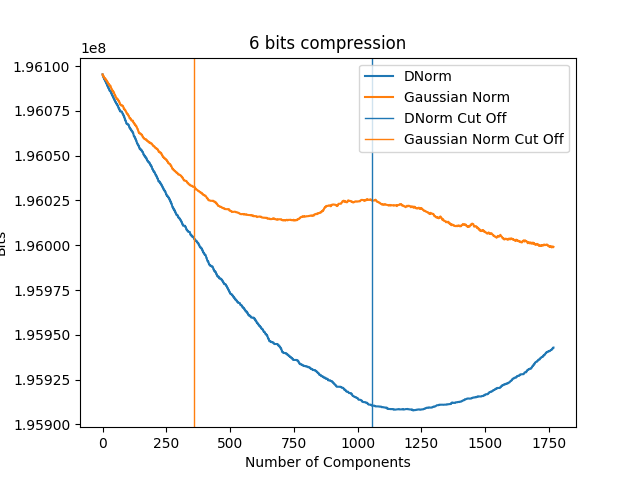 6 bits compression
1e8
1.96100
1.96075
1.96050
1.96025
1.96000
1.95975
1.95950
1.95925
1.95900
DNorm
Gaussian Norm
DNorm Cut Off
Gaussian Norm Cut Off
0 250 500 750 1000 1250 1500 1750
Number of Components